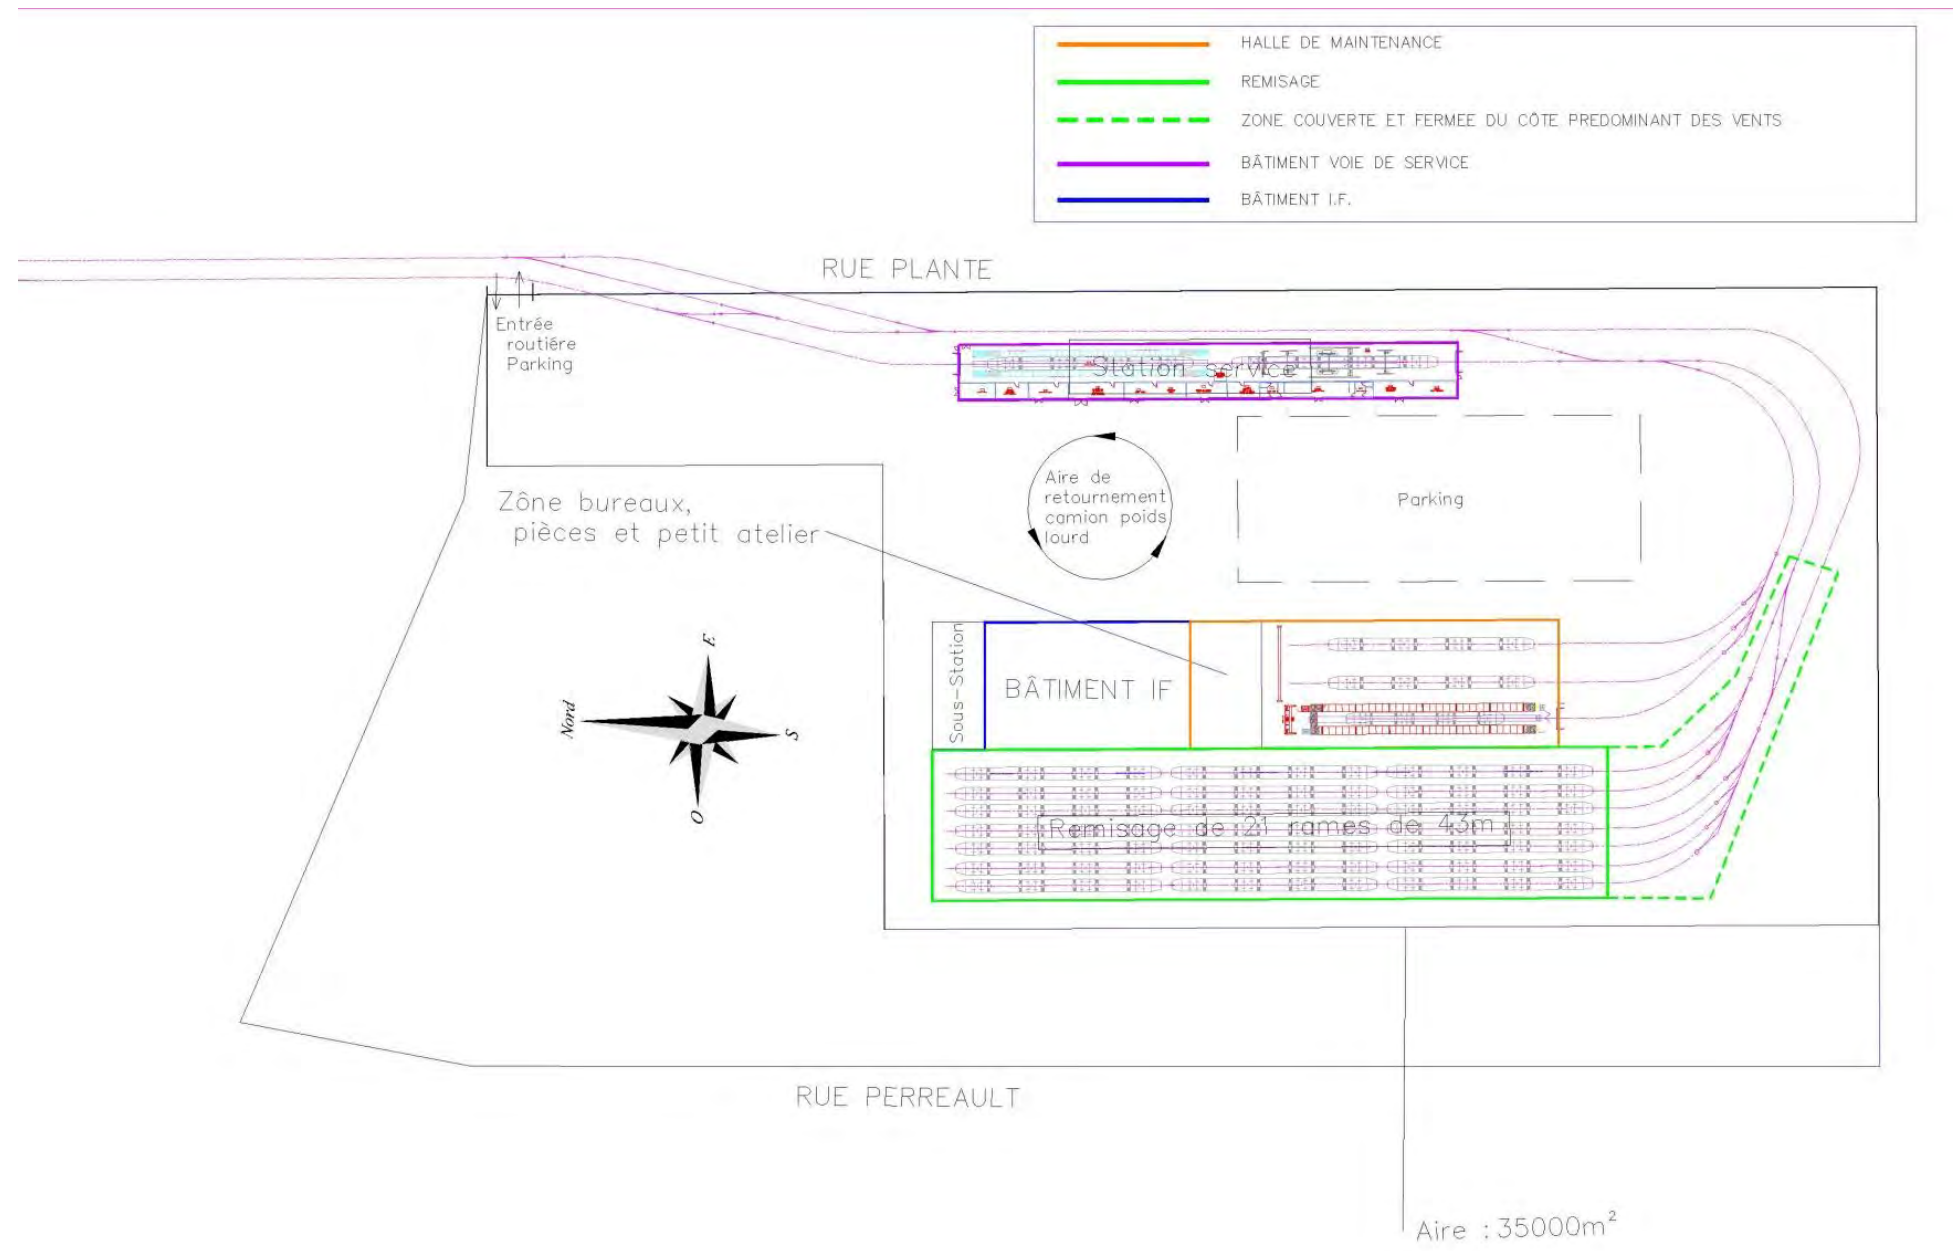 HALLE DE MAINTENANCE
REMISAGE
ZONE COUVERTE ET FERMEE DU CÔTE PREDOMINANT DES VENTS
BÂTIMENT VOIE DE SERVICE
BÂTIMENT I.F.
RUE PLANTE
Entrée
routiére
Parking
Station service
Aire de
retournement
camion poids
lourd
Parking
Zône bureaux,
pièces et petit atelier
Sous-Station
BÂTIMENT IF
E
Nord
S
O
Remisage de 21 rames de 43m
RUE PERREAULT
Aire : 35000m²